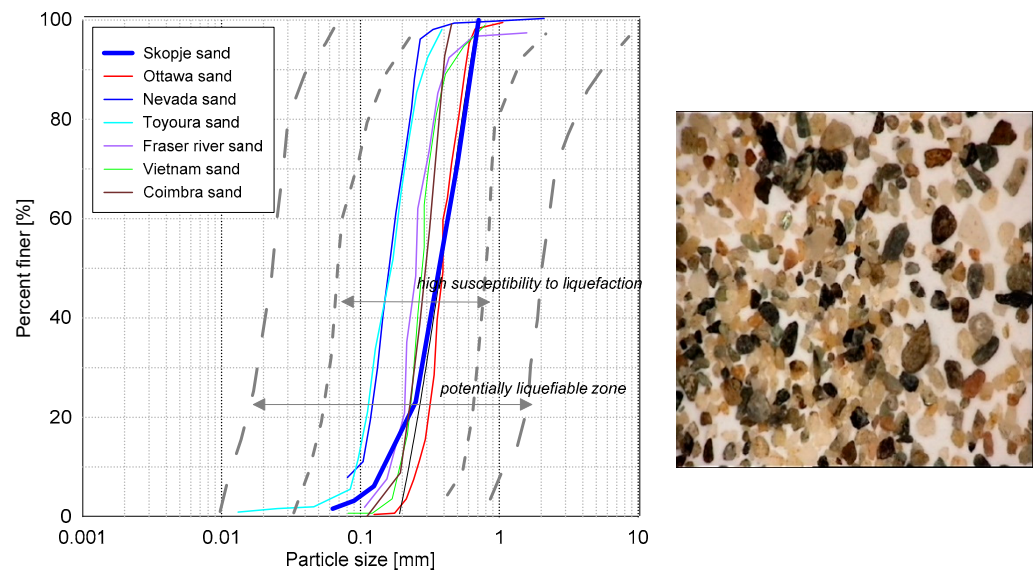 100
80
60
40
20
0
Percent finer [%]
Skopje sand
Ottawa sand
Nevada sand
Toyoura sand
Fraser river sand
Vietnam sand
Coimbra sand
high susceptibility to liquefaction
potentially liquefiable zone
0.001 0.01 0.1 1 10
Particle size [mm]